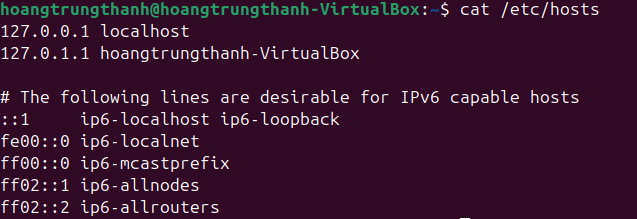 hoangtrungthanh@hoangtrungthanh-VirtualBox:~$ cat /etc/hosts
127.0.0.1 localhost
127.0.1.1 hoangtrungthanh-VirtualBox
# The following lines are desirable for IPv6 capable hosts
::1     ip6-localhost ip6-loopback
fe00::0 ip6-localnet
ff00::0 ip6-mcastprefix
ff02::1 ip6-allnodes
ff02::2 ip6-allrouters